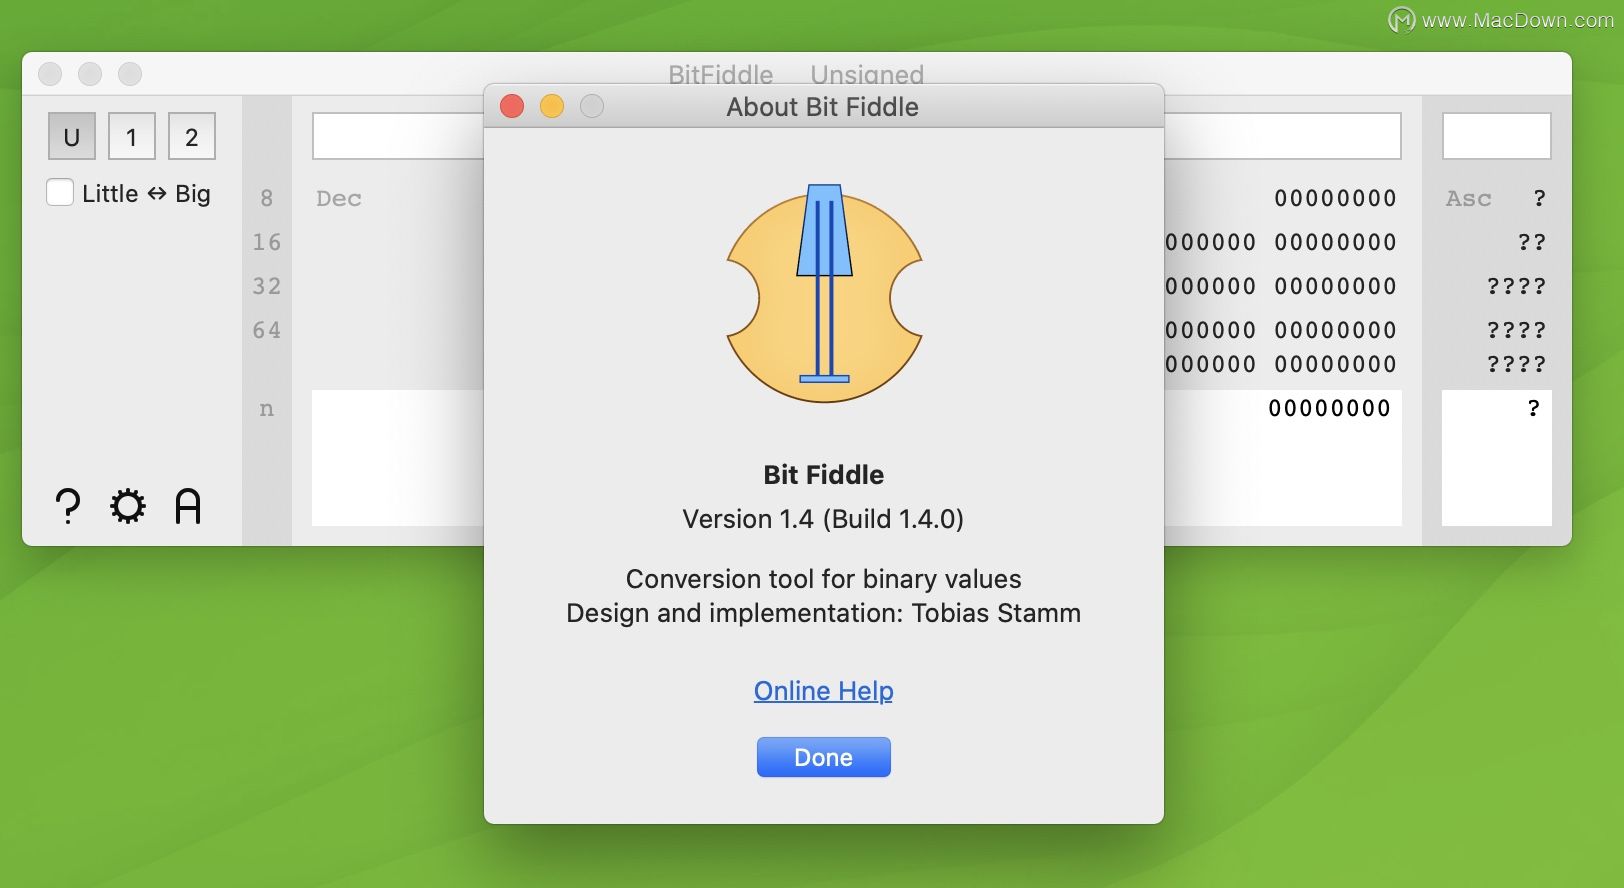 www.MacDown.com
BitFiddle Unsigned
About Bit Fiddle
U 1 2
Little ↔ Big
8 Dec 00000000 Asc ?
16 000000 00000000 ??
32 000000 00000000 ????
64 000000 00000000 ????
000000 00000000 ????
n 00000000 ?
? A
Bit Fiddle
Version 1.4 (Build 1.4.0)
Conversion tool for binary values
Design and implementation: Tobias Stamm
Online Help
Done